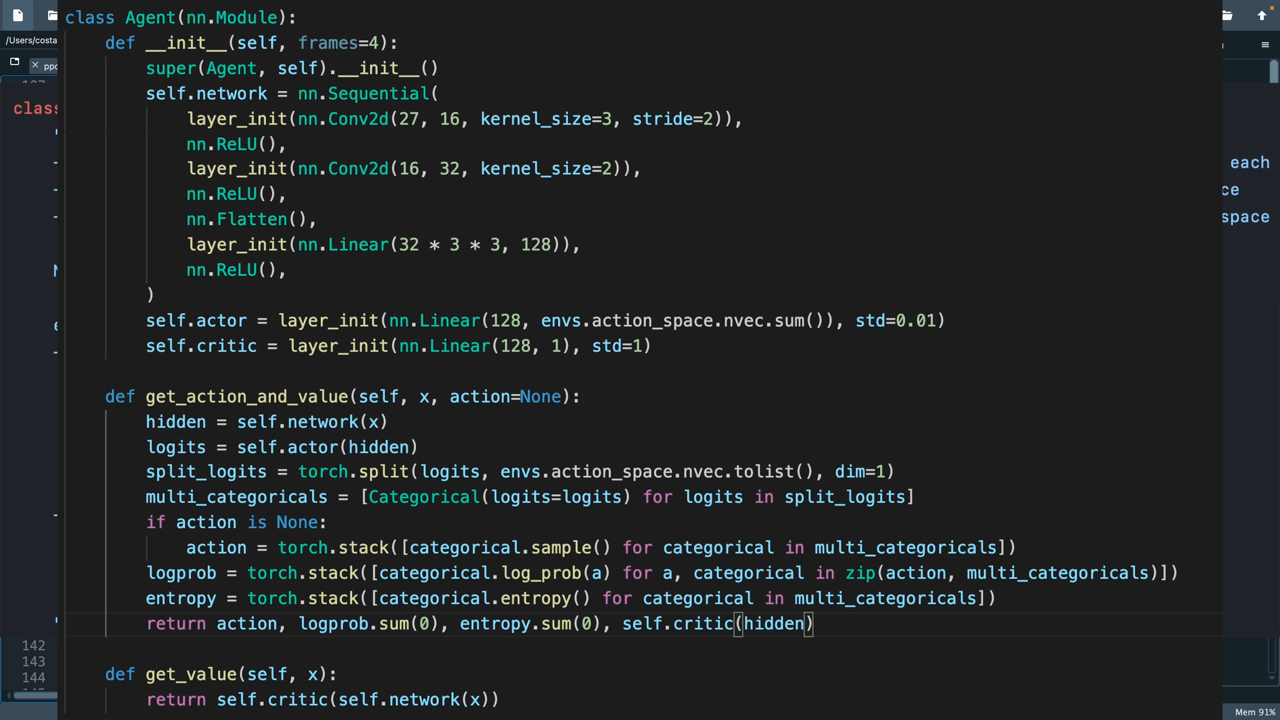 class Agent(nn.Module):
    def __init__(self, frames=4):
        super(Agent, self).__init__()
        self.network = nn.Sequential(
            layer_init(nn.Conv2d(27, 16, kernel_size=3, stride=2)),
            nn.ReLU(),
            layer_init(nn.Conv2d(16, 32, kernel_size=2)),
            nn.ReLU(),
            nn.Flatten(),
            layer_init(nn.Linear(32 * 3 * 3, 128)),
            nn.ReLU(),
        )
        self.actor = layer_init(nn.Linear(128, envs.action_space.nvec.sum()), std=0.01)
        self.critic = layer_init(nn.Linear(128, 1), std=1)

    def get_action_and_value(self, x, action=None):
        hidden = self.network(x)
        logits = self.actor(hidden)
        split_logits = torch.split(logits, envs.action_space.nvec.tolist(), dim=1)
        multi_categoricals = [Categorical(logits=logits) for logits in split_logits]
        if action is None:
            action = torch.stack([categorical.sample() for categorical in multi_categoricals])
        logprob = torch.stack([categorical.log_prob(a) for a, categorical in zip(action, multi_categoricals)])
        entropy = torch.stack([categorical.entropy() for categorical in multi_categoricals])
        return action, logprob.sum(0), entropy.sum(0), self.critic(hidden)

    def get_value(self, x):
        return self.critic(self.network(x))
/Users/costa
class
each
space
142
143
144
Mem 91%